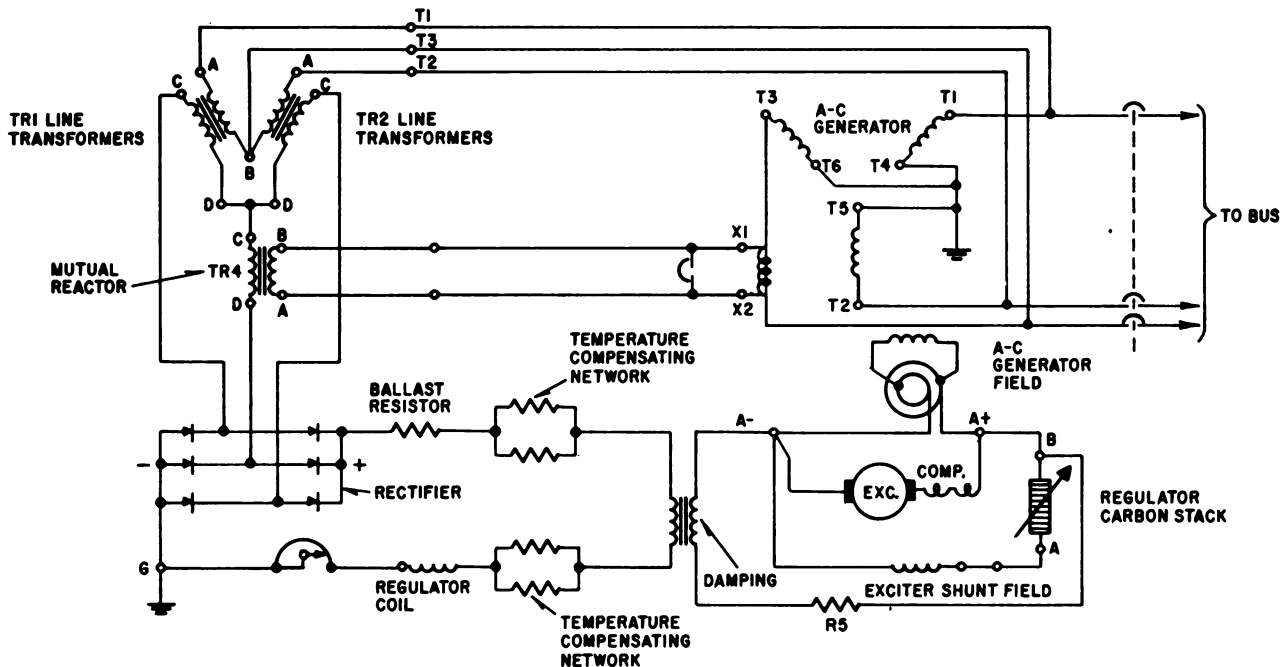 T1
T3
T2
A
A
C
C
TR1 LINE
TRANSFORMERS
TR2 LINE
TRANSFORMERS
B
D
D
T3
A-C
GENERATOR
T1
T6
T4
T5
T2
TO BUS
C
B
X1
MUTUAL
REACTOR
TR4
D
A
X2
TEMPERATURE
COMPENSATING
NETWORK
A-C
GENERATOR
FIELD
BALLAST
RESISTOR
A-
A+
B
-
+
RECTIFIER
EXC.
COMP.
REGULATOR
CARBON STACK
A
G
REGULATOR
COIL
DAMPING
EXCITER SHUNT FIELD
R5
TEMPERATURE
COMPENSATING
NETWORK